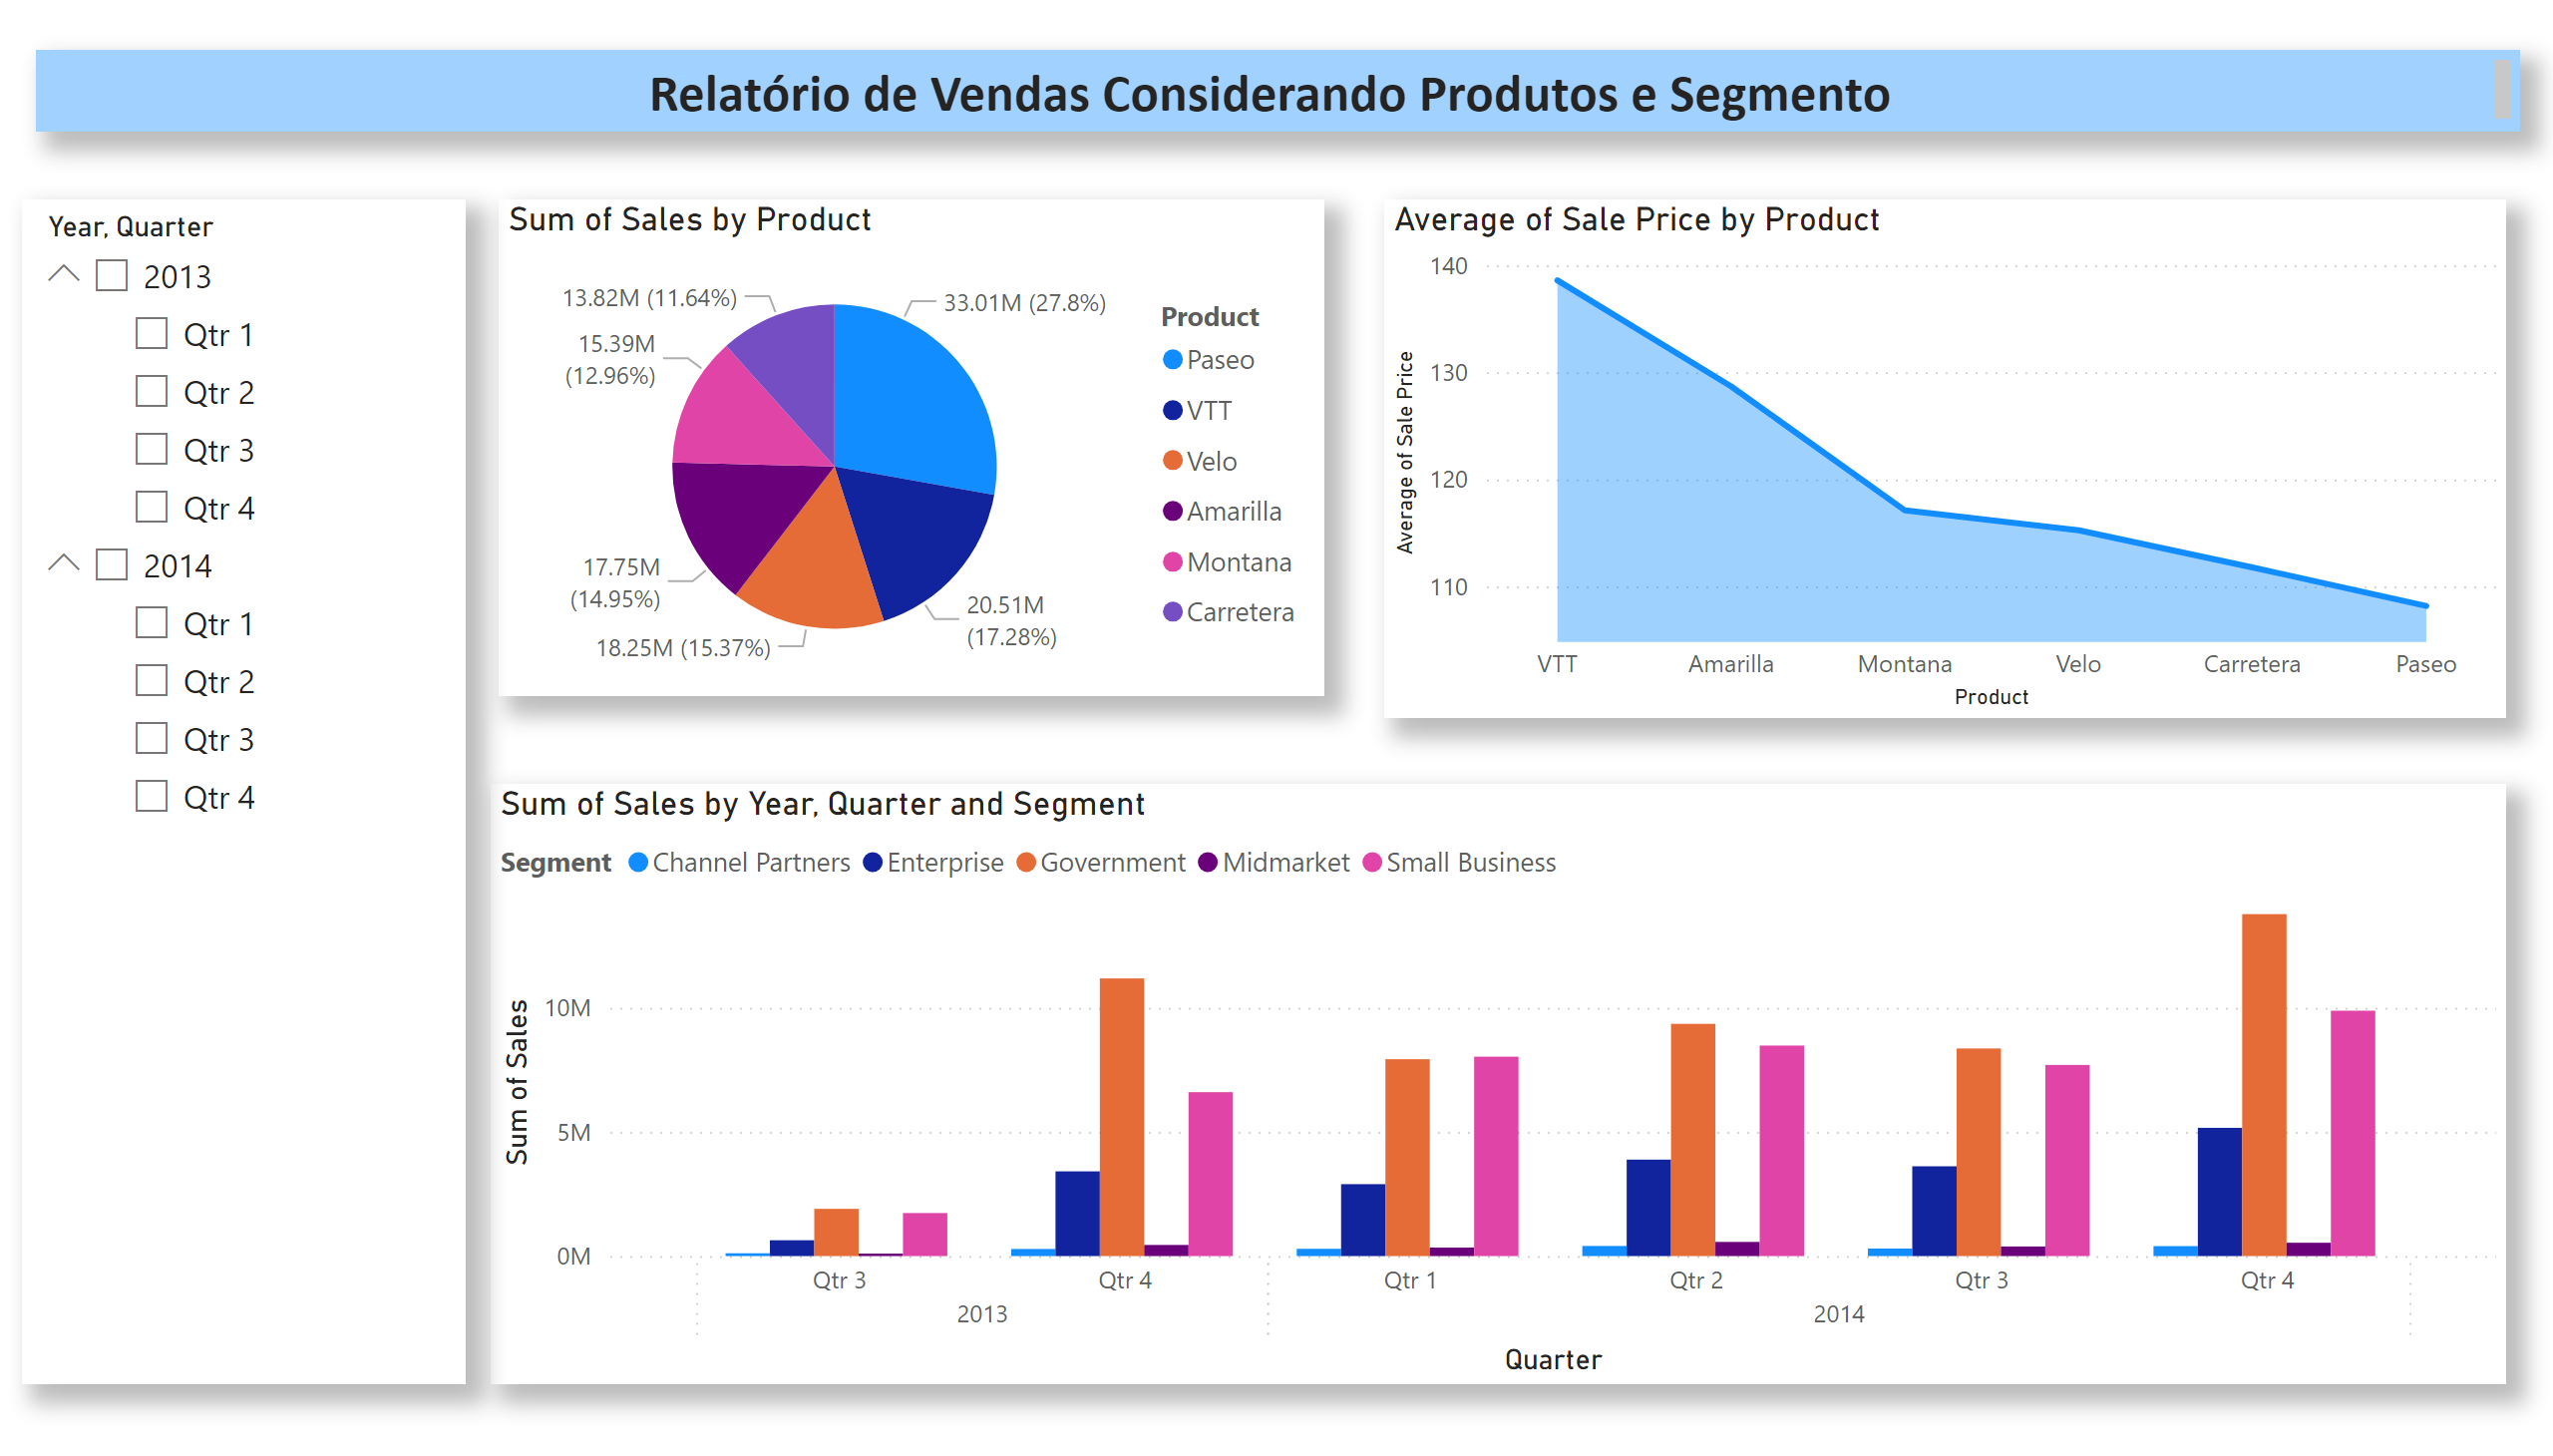 Relatório de Vendas Considerando Produtos e Segmento
Year, Quarter
2013
Qtr 1
Qtr 2
Qtr 3
Qtr 4
2014
Qtr 1
Qtr 2
Qtr 3
Qtr 4
Sum of Sales by Product
13.82M (11.64%)
33.01M (27.8%)
15.39M
(12.96%)
17.75M
(14.95%)
18.25M (15.37%)
20.51M
(17.28%)
Product
Paseo
VTT
Velo
Amarilla
Montana
Carretera
Average of Sale Price by Product
Average of Sale Price
140
130
120
110
VTT Amarilla Montana Velo Carretera Paseo
Product
Sum of Sales by Year, Quarter and Segment
Segment Channel Partners Enterprise Government Midmarket Small Business
Sum of Sales
10M
5M
0M
Qtr 3 Qtr 4 Qtr 1 Qtr 2 Qtr 3 Qtr 4
2013 2014
Quarter